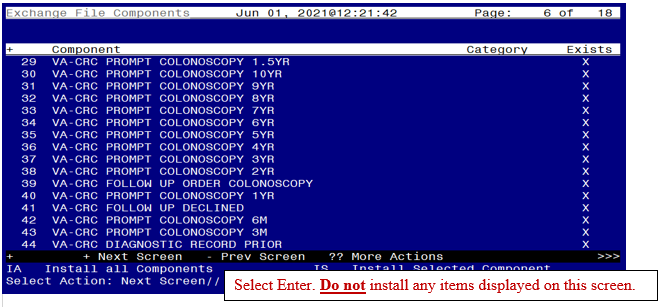 Exchange File Components Jun 01, 2021@12:21:42 Page: 6 of 18
+ Component Category Exists
29 VA-CRC PROMPT COLONOSCOPY 1.5YR X
30 VA-CRC PROMPT COLONOSCOPY 10YR X
31 VA-CRC PROMPT COLONOSCOPY 9YR X
32 VA-CRC PROMPT COLONOSCOPY 8YR X
33 VA-CRC PROMPT COLONOSCOPY 7YR X
34 VA-CRC PROMPT COLONOSCOPY 6YR X
35 VA-CRC PROMPT COLONOSCOPY 5YR X
36 VA-CRC PROMPT COLONOSCOPY 4YR X
37 VA-CRC PROMPT COLONOSCOPY 3YR X
38 VA-CRC PROMPT COLONOSCOPY 2YR X
39 VA-CRC FOLLOW UP ORDER COLONOSCOPY X
40 VA-CRC PROMPT COLONOSCOPY 1YR X
41 VA-CRC FOLLOW UP DECLINED X
42 VA-CRC PROMPT COLONOSCOPY 6M X
43 VA-CRC PROMPT COLONOSCOPY 3M X
44 VA-CRC DIAGNOSTIC RECORD PRIOR X
+ + Next Screen - Prev Screen ?? More Actions >>>
IA Install all Components IS Install Selected Component
Select Action: Next Screen//
Select Enter. Do not install any items displayed on this screen.